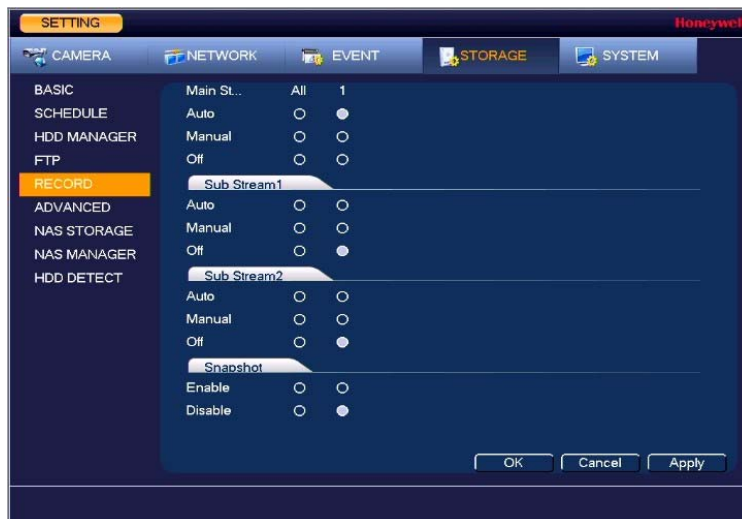 SETTING
Honeywell
CAMERA NETWORK EVENT STORAGE SYSTEM
BASIC
SCHEDULE
HDD MANAGER
FTP
RECORD
ADVANCED
NAS STORAGE
NAS MANAGER
HDD DETECT
Main St... All 1
Auto
Manual
Off
Sub Stream1
Auto
Manual
Off
Sub Stream2
Auto
Manual
Off
Snapshot
Enable
Disable
OK Cancel Apply